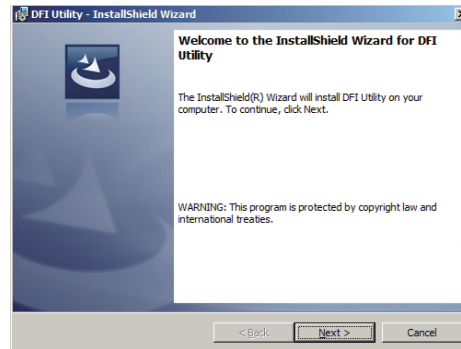 DFI Utility - InstallShield Wizard
Welcome to the InstallShield Wizard for DFI
Utility
The InstallShield(R) Wizard will install DFI Utility on your
computer. To continue, click Next.
WARNING: This program is protected by copyright law and
international treaties.
< Back Next > Cancel